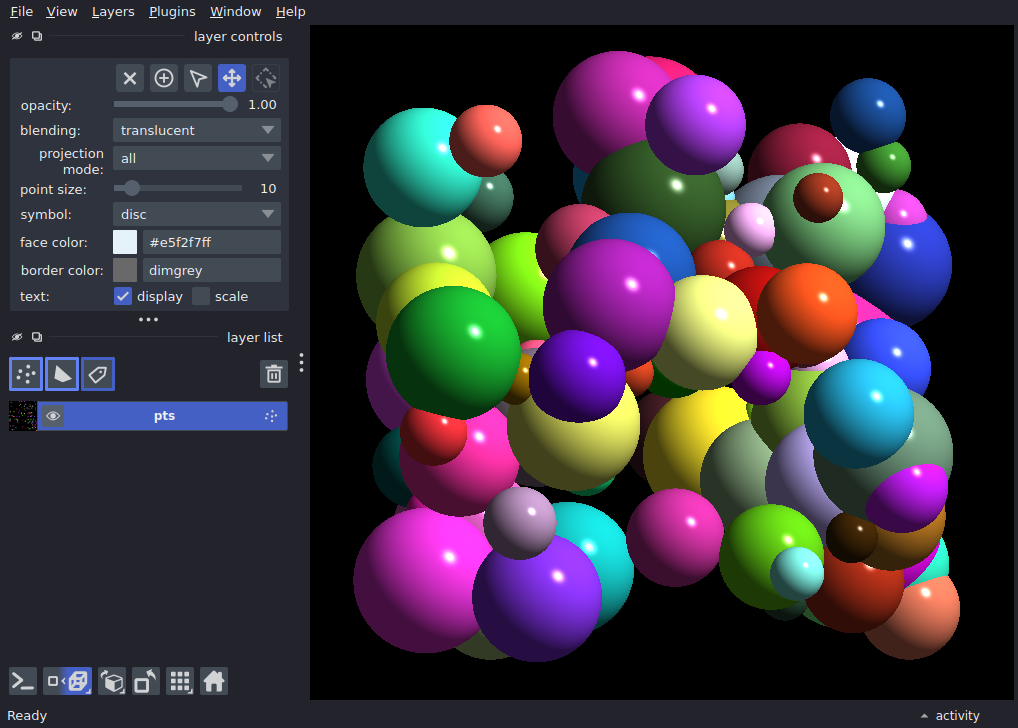 File View Layers Plugins Window Help
layer controls
opacity: 1.00
blending: translucent
projection mode: all
point size: 10
symbol: disc
face color: #e5f2f7ff
border color: dimgrey
text: display scale
layer list
pts
Ready
activity